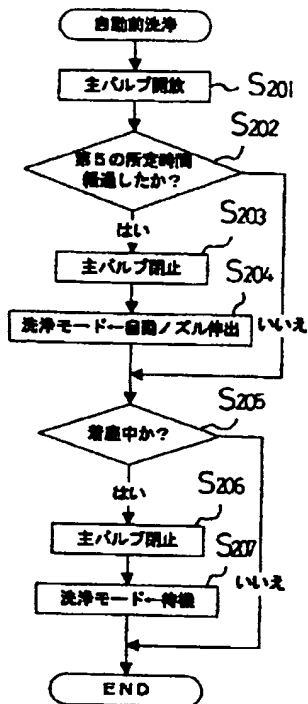 自動前洗浄
主バルブ開放
S201
S202
第5の所定時間
経過したか?
はい
S203
主バルブ閉止
S204
洗浄モード←自動ノズル伸出
いいえ
S205
着座中か?
はい
S206
主バルブ閉止
S207
洗浄モード←待機
いいえ
END